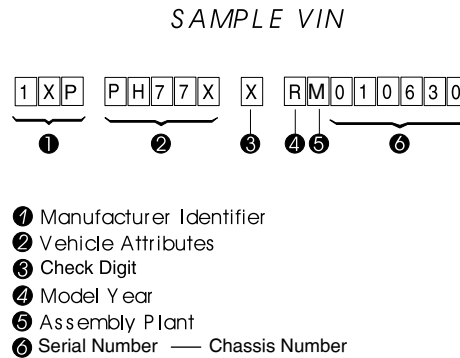 SAMPLE VIN
1XP PH77X X RM010630
1 2 3 4 5 6
1 Manufacturer Identifier
2 Vehicle Attributes
3 Check Digit
4 Model Year
5 Assembly Plant
6 Serial Number — Chassis Number